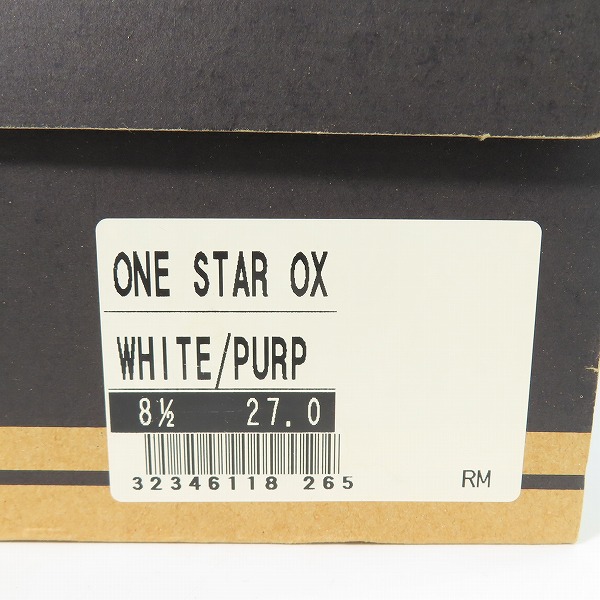 ONE STAR OX
WHITE/PURP
8½ 27.0
32346118 265
RM